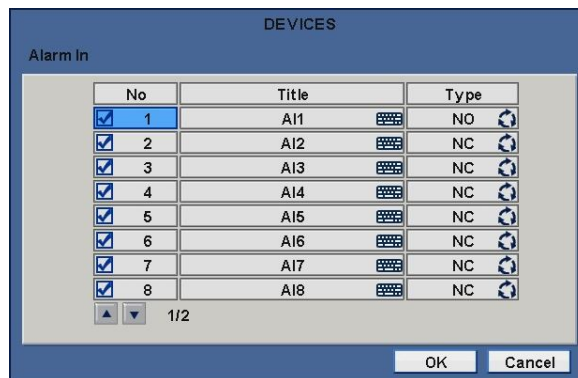 DEVICES
Alarm In
No Title Type
1 AI1 NO
2 AI2 NC
3 AI3 NC
4 AI4 NC
5 AI5 NC
6 AI6 NC
7 AI7 NC
8 AI8 NC
1/2
OK Cancel